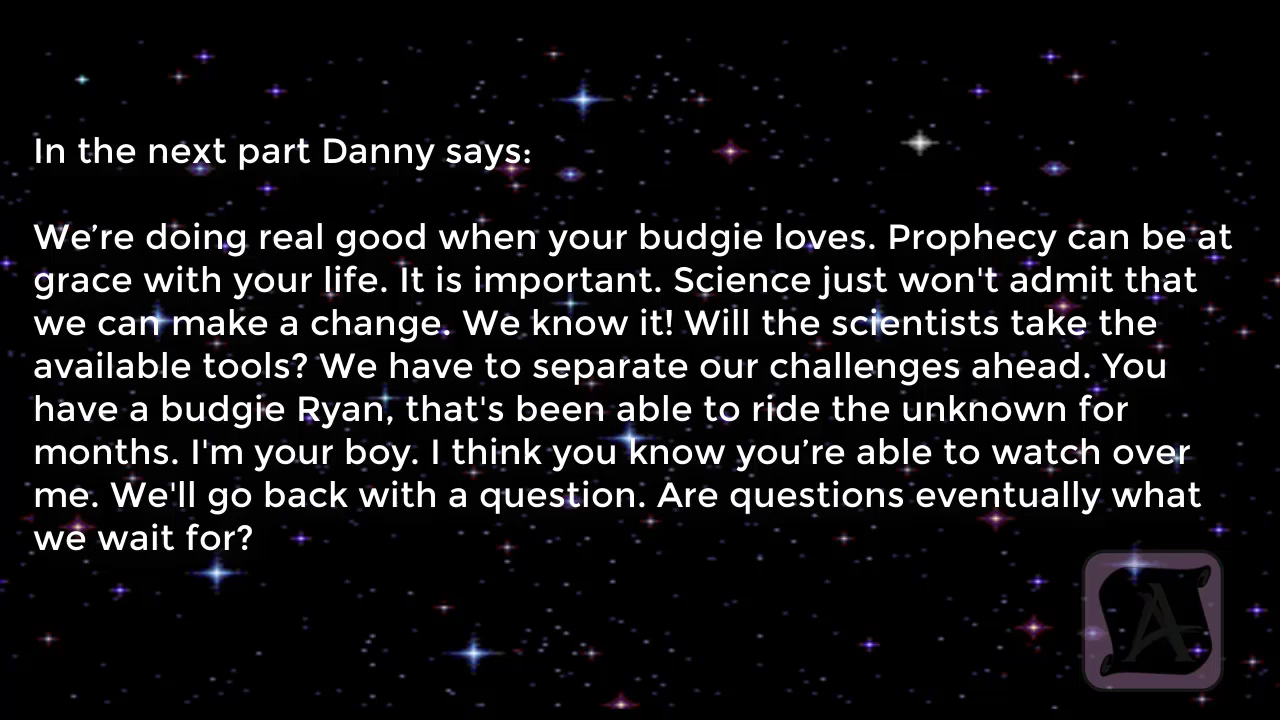 In the next part Danny says:
We’re doing real good when your budgie loves. Prophecy can be at
grace with your life. It is important. Science just won't admit that
we can make a change. We know it! Will the scientists take the
available tools? We have to separate our challenges ahead. You
have a budgie Ryan, that's been able to ride the unknown for
months. I'm your boy. I think you know you’re able to watch over
me. We'll go back with a question. Are questions eventually what
we wait for?
A